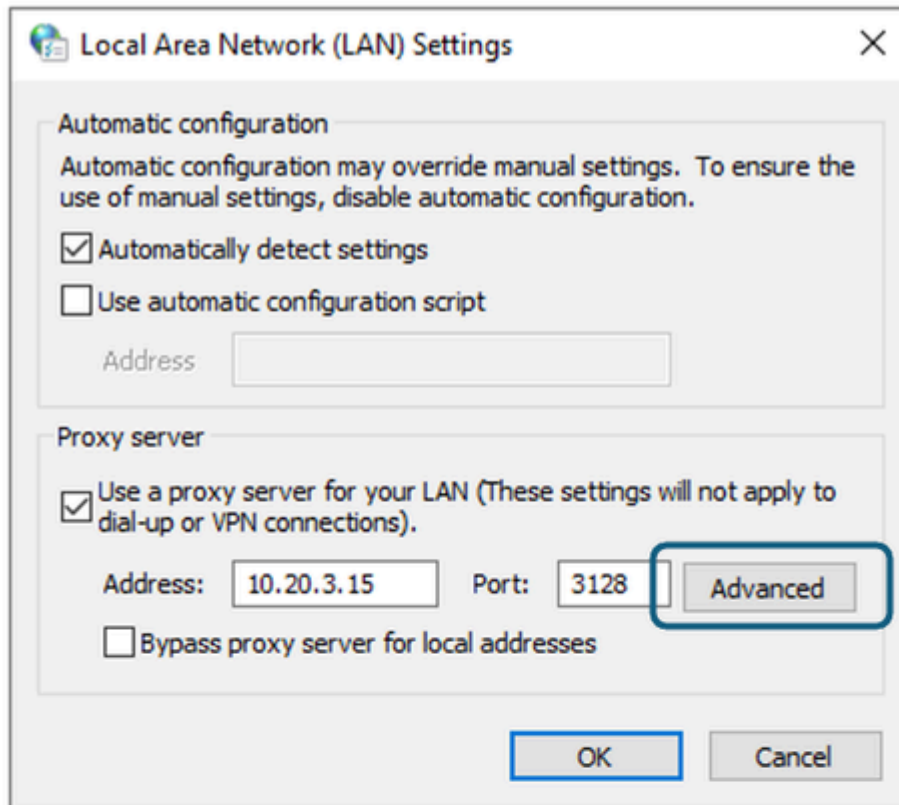 Local Area Network (LAN) Settings
Automatic configuration
Automatic configuration may override manual settings.  To ensure the
use of manual settings, disable automatic configuration.
Automatically detect settings
Use automatic configuration script
Address
Proxy server
Use a proxy server for your LAN (These settings will not apply to
dial-up or VPN connections).
Address: 10.20.3.15 Port: 3128 Advanced
Bypass proxy server for local addresses
OK Cancel